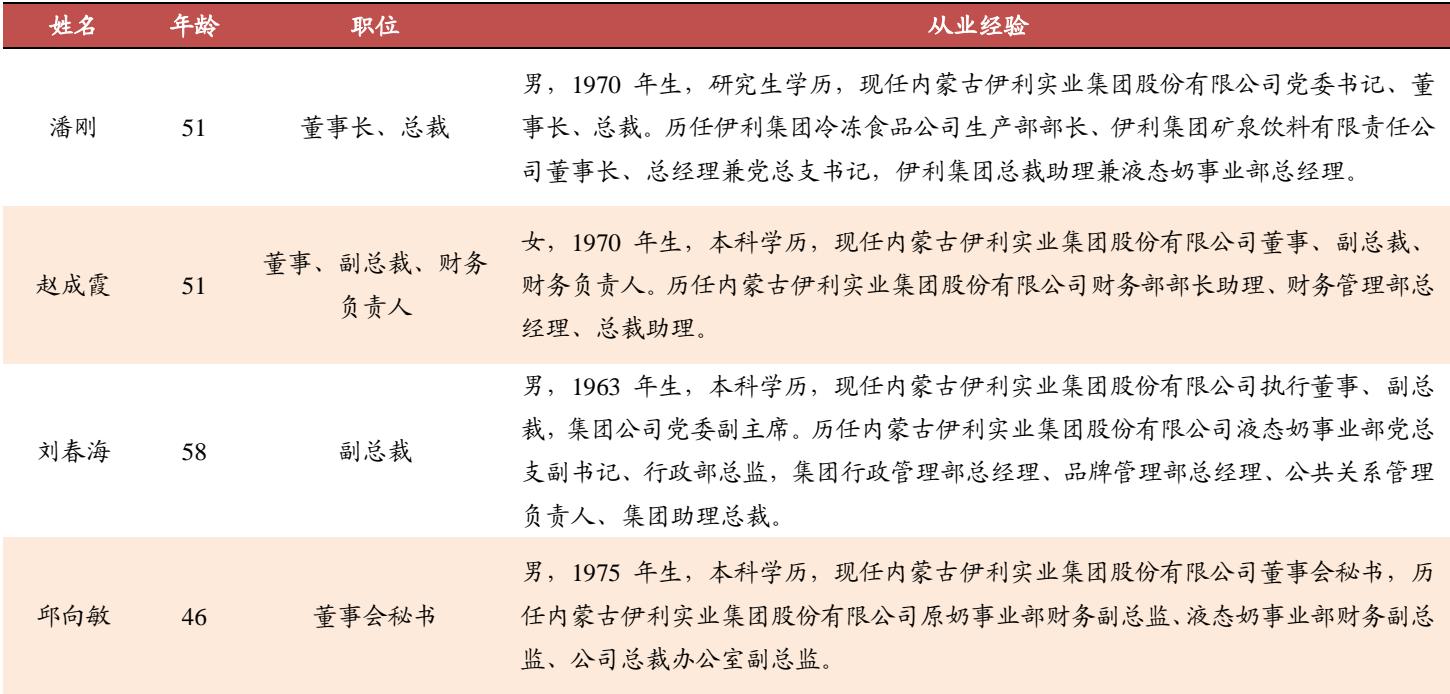 姓名 年龄 职位 从业经验
男，1970 年生，研究生学历，现任内蒙古伊利实业集团股份有限公司党委书记、董
潘刚 51 董事长、总裁 事长、总裁。历任伊利集团冷冻食品公司生产部部长、伊利集团矿泉饮料有限责任公
司董事长、总经理兼党总支书记，伊利集团总裁助理兼液态奶事业部总经理。
女，1970 年生，本科学历，现任内蒙古伊利实业集团股份有限公司董事、副总裁、
赵成霞 51 董事、副总裁、财务
负责人
财务负责人。历任内蒙古伊利实业集团股份有限公司财务部部长助理、财务管理部总
经理、总裁助理。
男，1963 年生，本科学历，现任内蒙古伊利实业集团股份有限公司执行董事、副总
刘春海 58 副总裁
裁，集团公司党委副主席。历任内蒙古伊利实业集团股份有限公司液态奶事业部党总
支副书记、行政部总监，集团行政管理部总经理、品牌管理部总经理、公共关系管理
负责人、集团助理总裁。
男，1975 年生，本科学历，现任内蒙古伊利实业集团股份有限公司董事会秘书，历
邱向敏 46 董事会秘书 任内蒙古伊利实业集团股份有限公司原奶事业部财务副总监、液态奶事业部财务副总
监、公司总裁办公室副总监。